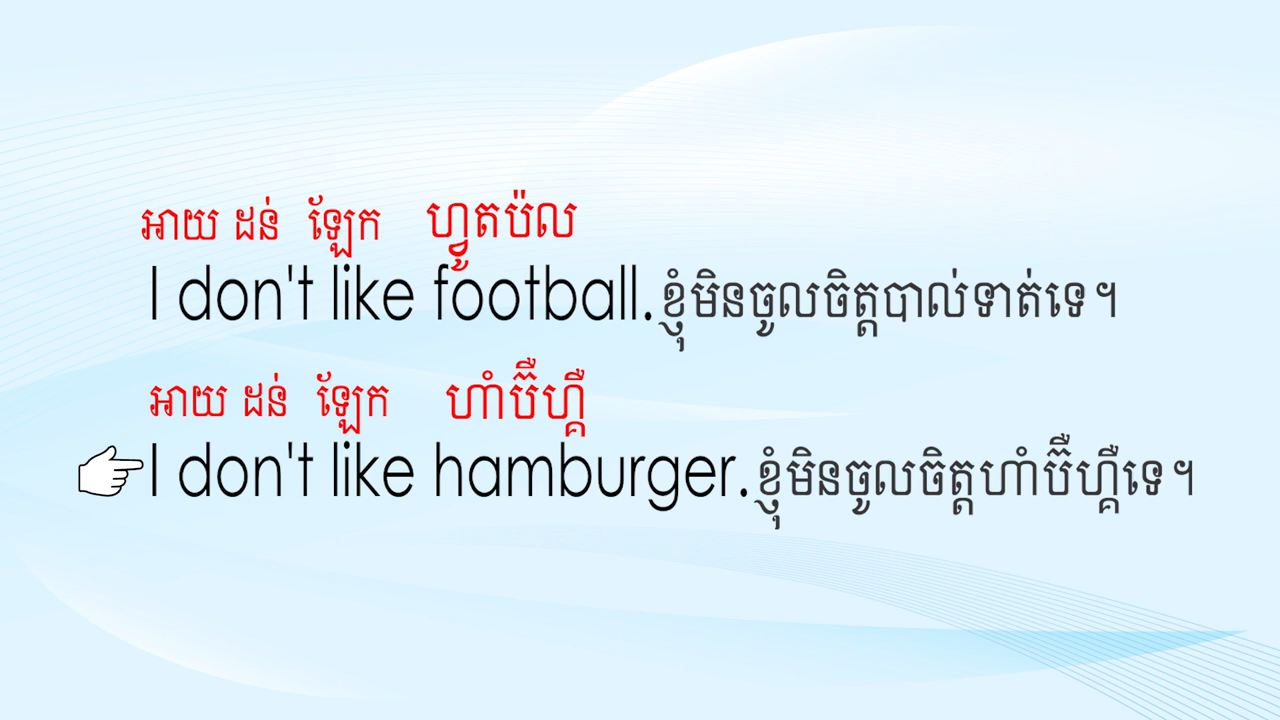 អាយ ដន់ ឡែក ហ្វូតប៉ល
I don't like football. ខ្ញុំមិនចូលចិត្តបាល់ទាត់ទេ។
អាយ ដន់ ឡែក ហាំប៊ឺហ្គឺ
I don't like hamburger. ខ្ញុំមិនចូលចិត្តហាំប៊ឺហ្គឺទេ។